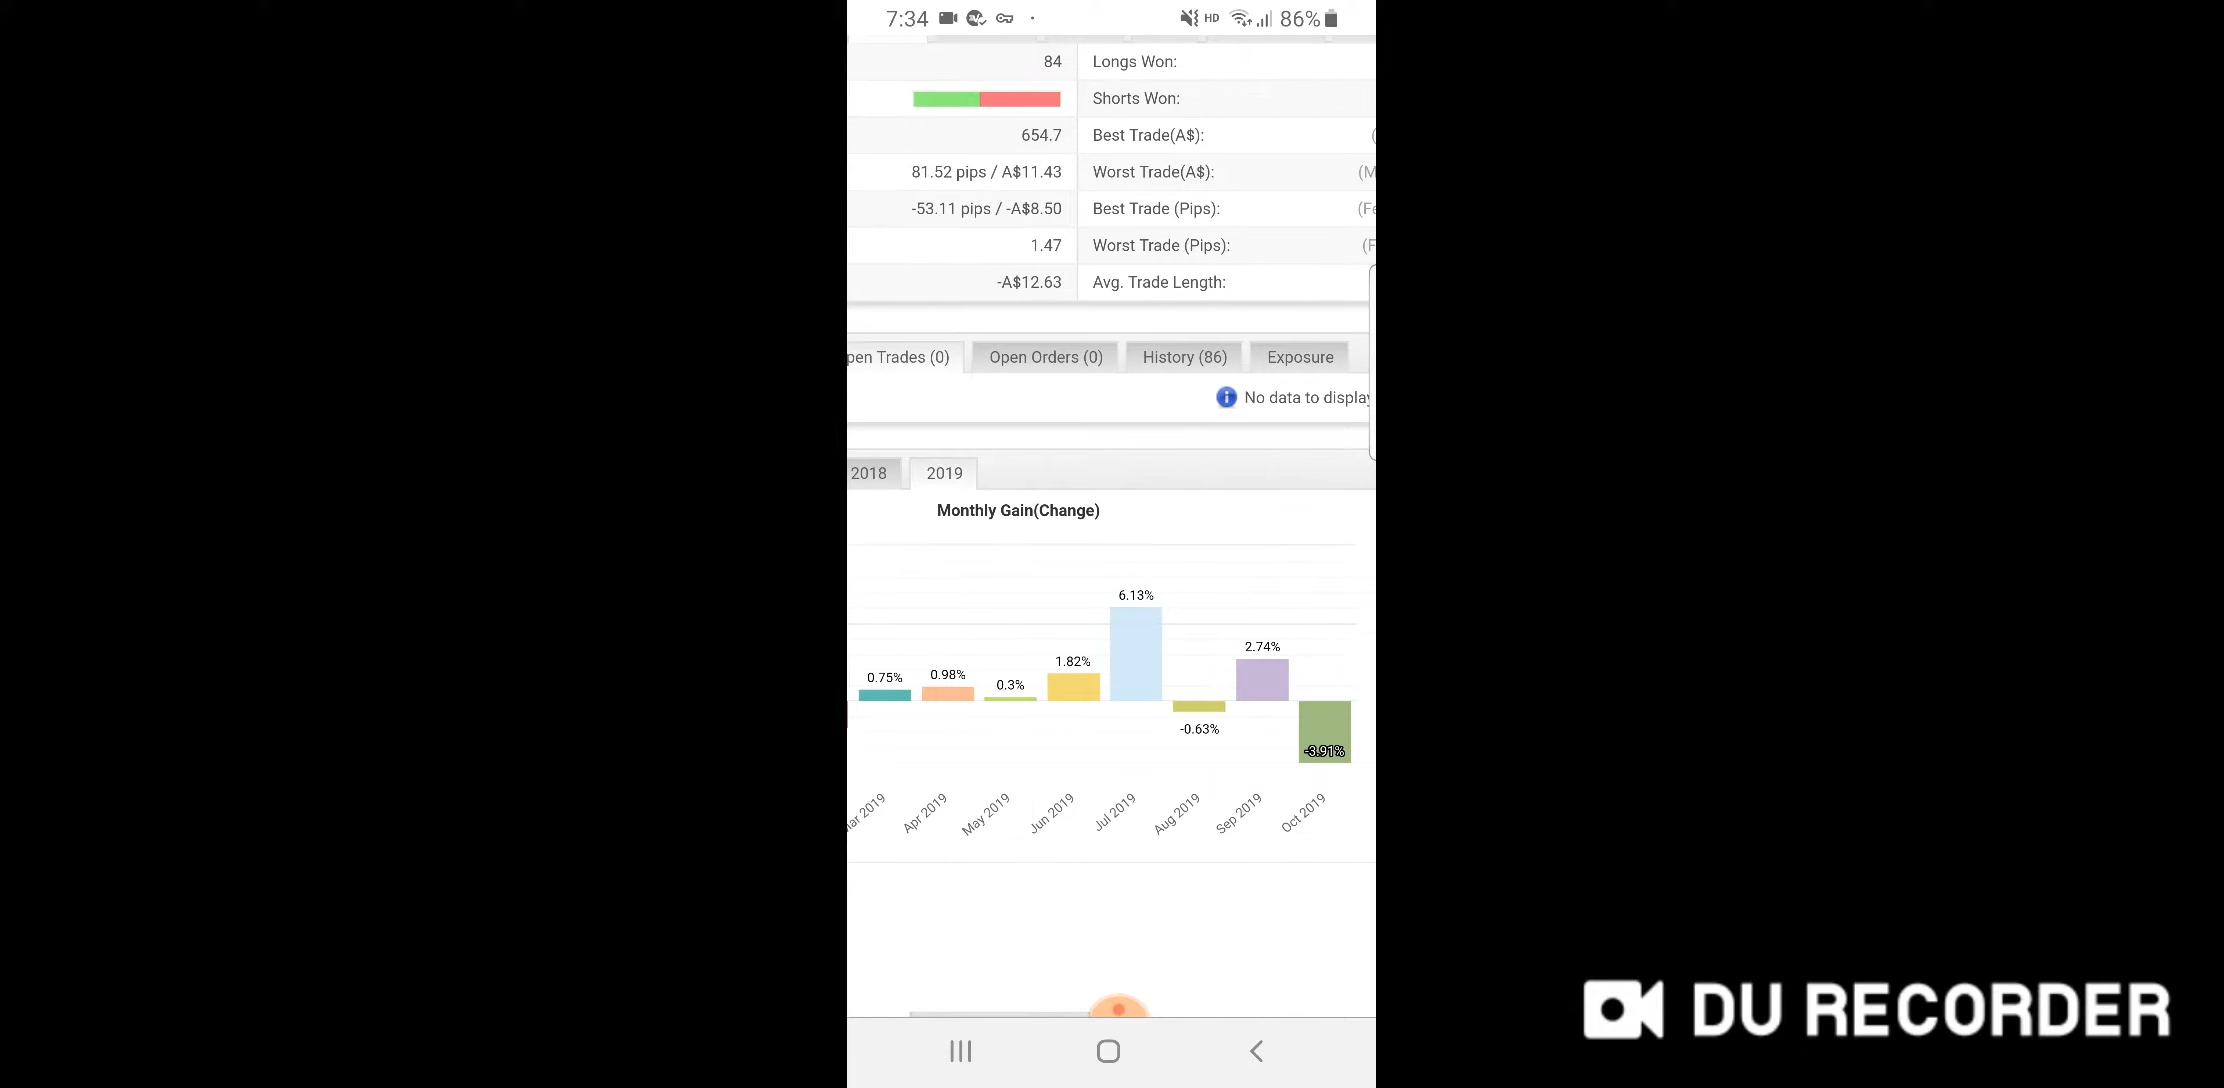 7:34 HD 86%
84 Longs Won:
Shorts Won:
654.7 Best Trade(A$): (
81.52 pips / A$11.43 Worst Trade(A$): (M
-53.11 pips / -A$8.50 Best Trade (Pips): (Fe
1.47 Worst Trade (Pips): (F
-A$12.63 Avg. Trade Length:
pen Trades (0) Open Orders (0) History (86) Exposure
No data to display
2018 2019
Monthly Gain(Change)
6.13%
2.74%
1.82%
0.98%
0.75%
0.3%
-0.63%
-3.91%
ar 2019 Apr 2019 May 2019 Jun 2019 Jul 2019 Aug 2019 Sep 2019 Oct 2019
DU RECORDER